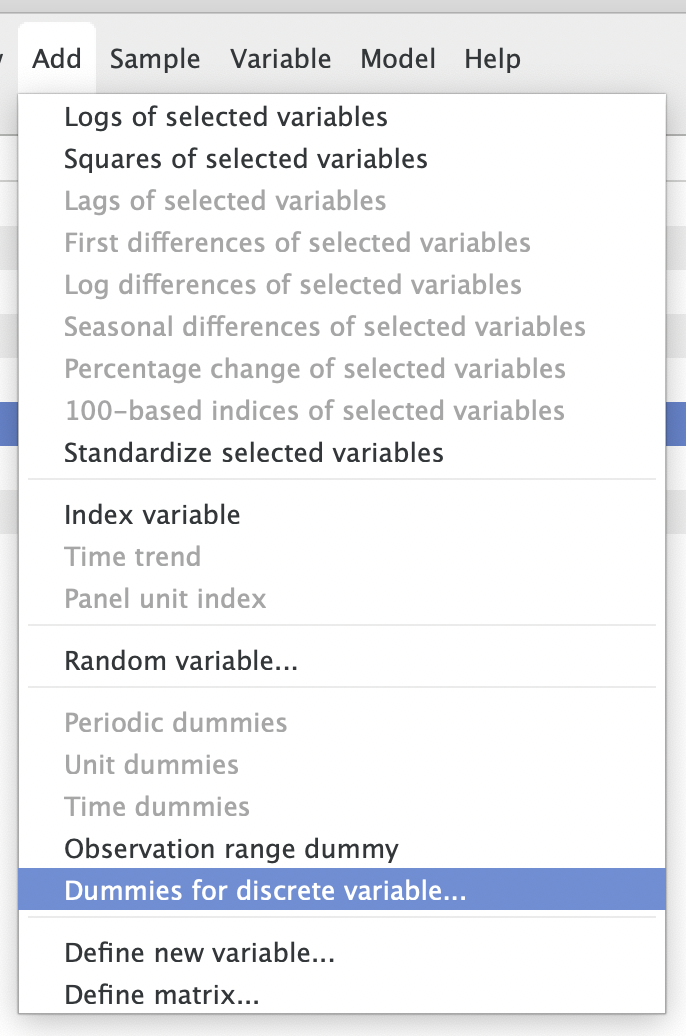 Add Sample Variable Model Help
Logs of selected variables
Squares of selected variables
Lags of selected variables
First differences of selected variables
Log differences of selected variables
Seasonal differences of selected variables
Percentage change of selected variables
100-based indices of selected variables
Standardize selected variables
Index variable
Time trend
Panel unit index
Random variable...
Periodic dummies
Unit dummies
Time dummies
Observation range dummy
Dummies for discrete variable...
Define new variable...
Define matrix...